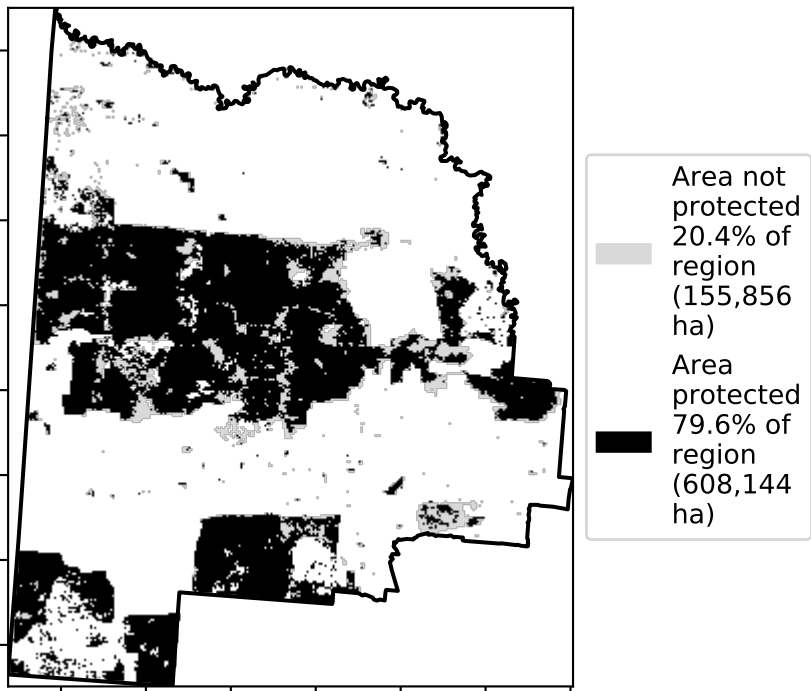 Area not
protected
20.4% of
region
(155,856
ha)
Area
protected
79.6% of
region
(608,144
ha)